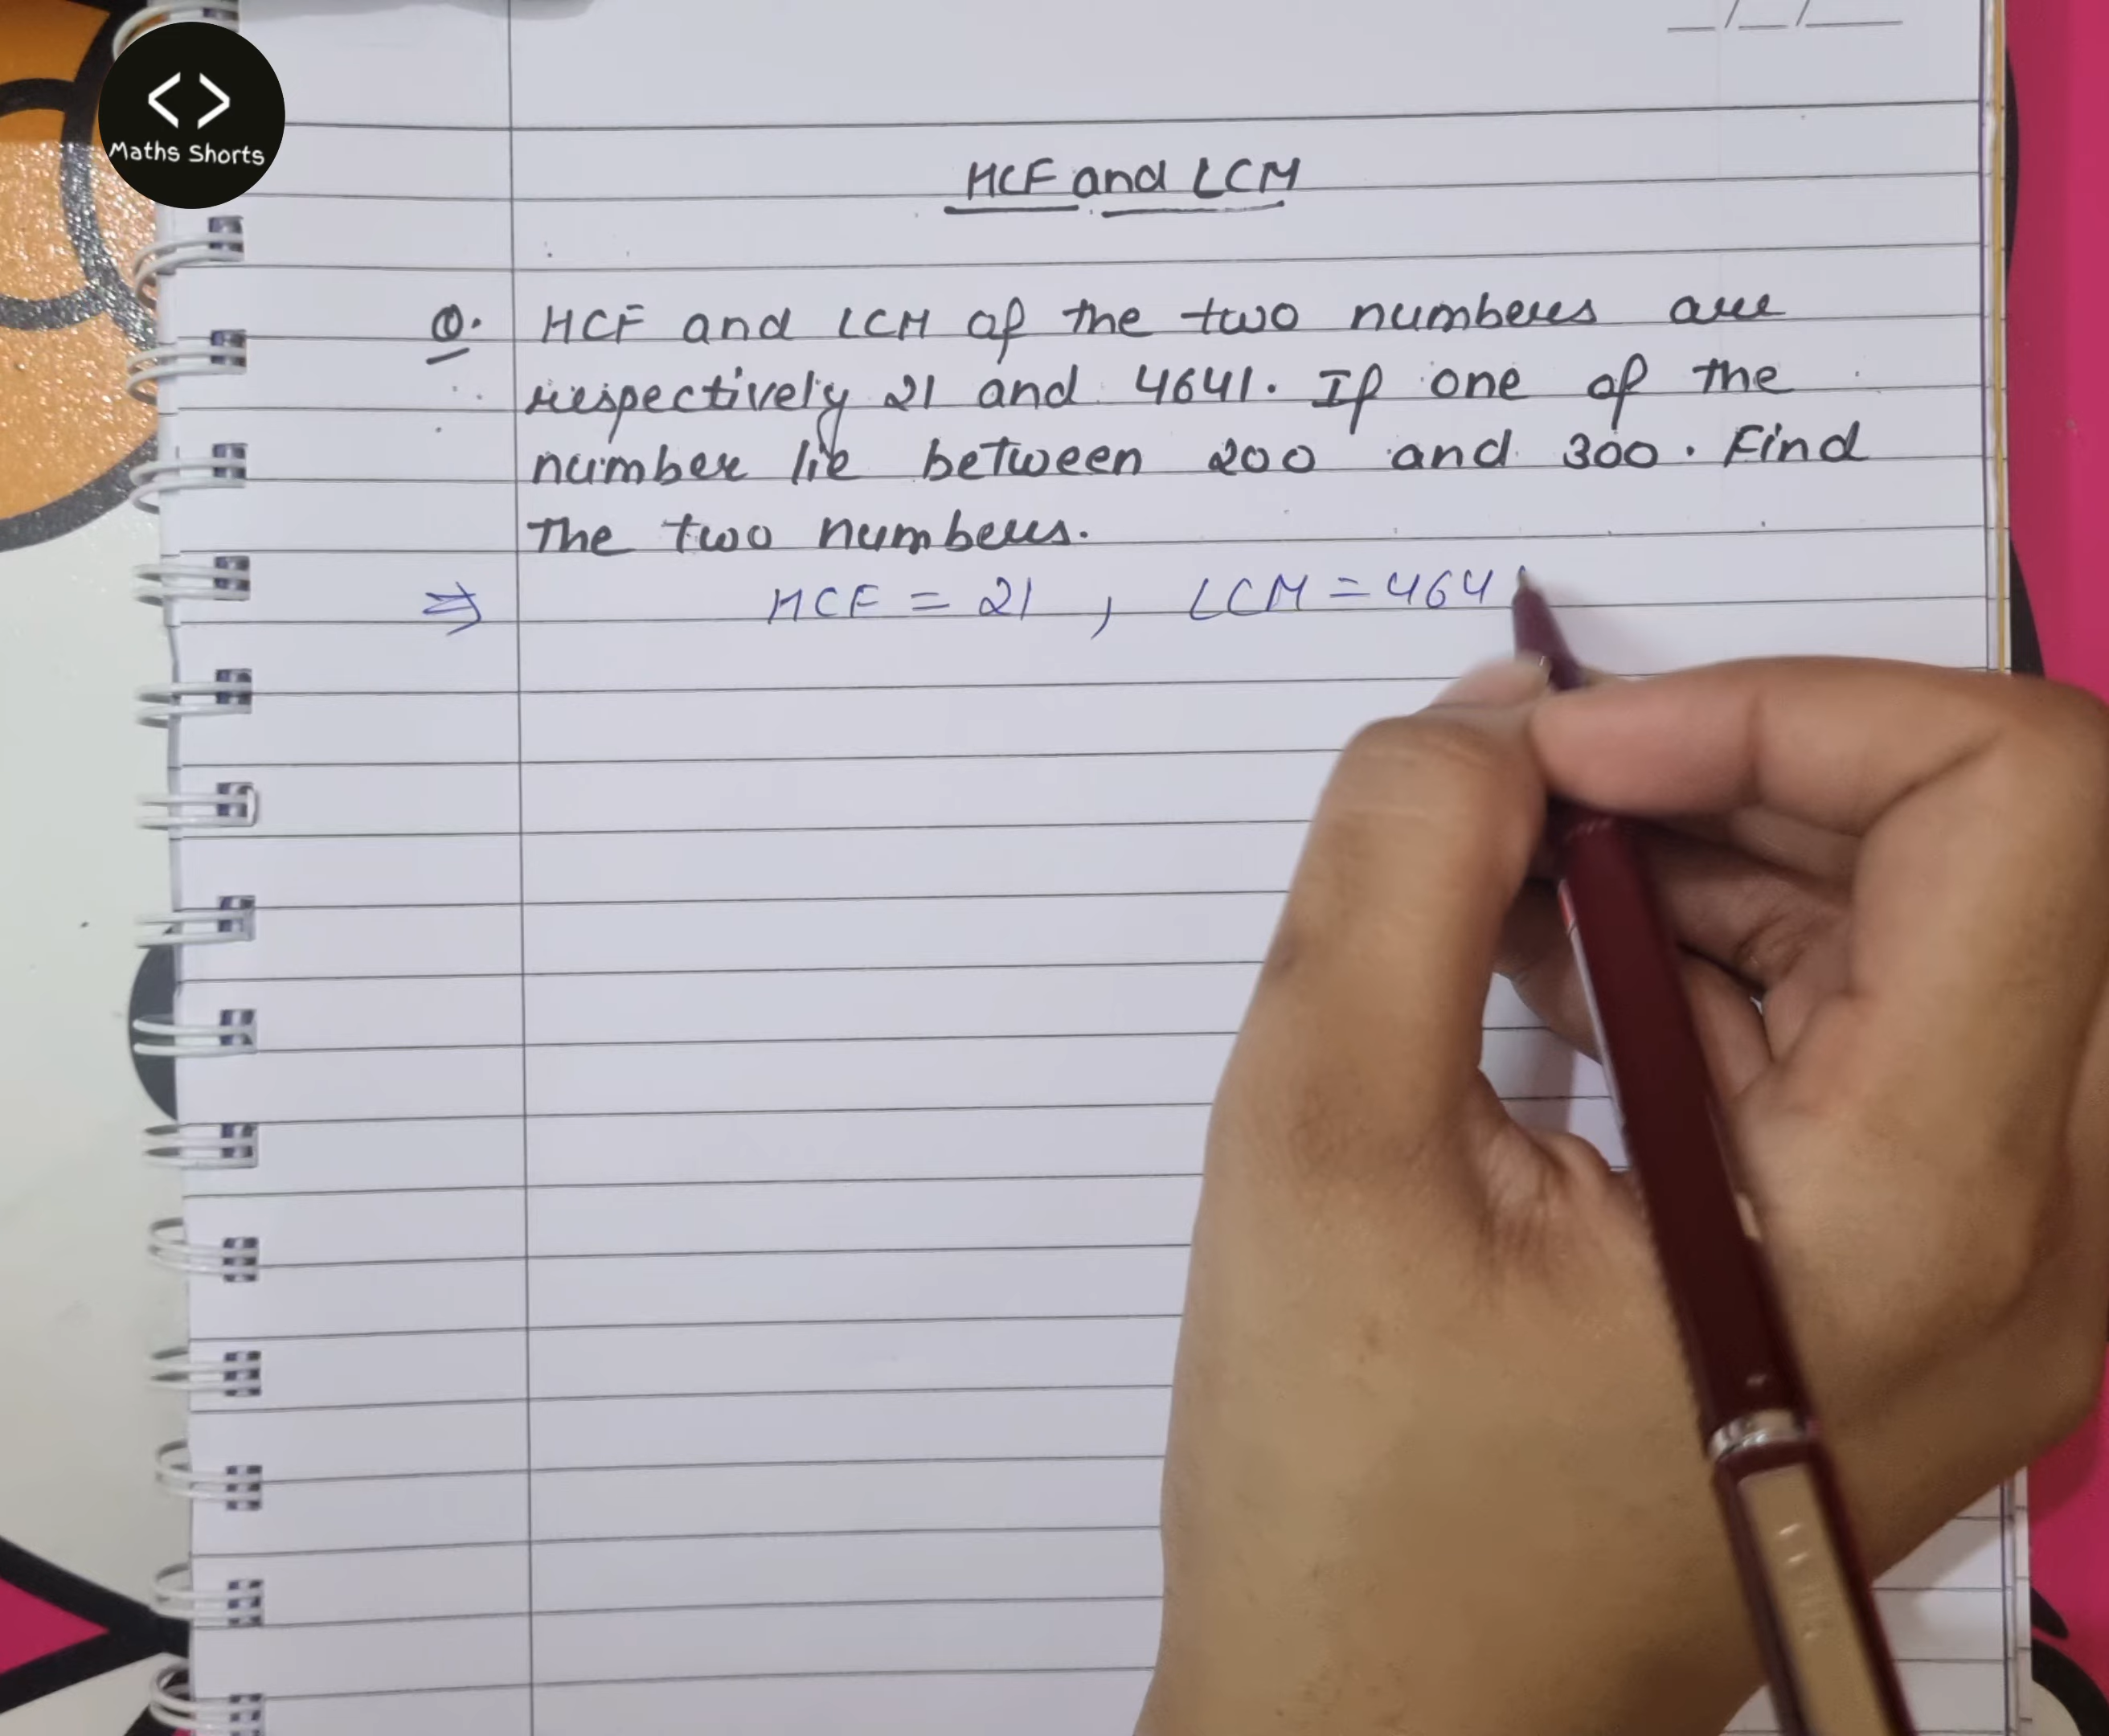 Maths Shorts
HCF and LCM
Q. HCF and LCM of the two numbers are
respectively 21 and 4641. If one of the
number lie between 200 and 300. Find
the two numbers.
⇒ HCF = 21 , LCM = 4641